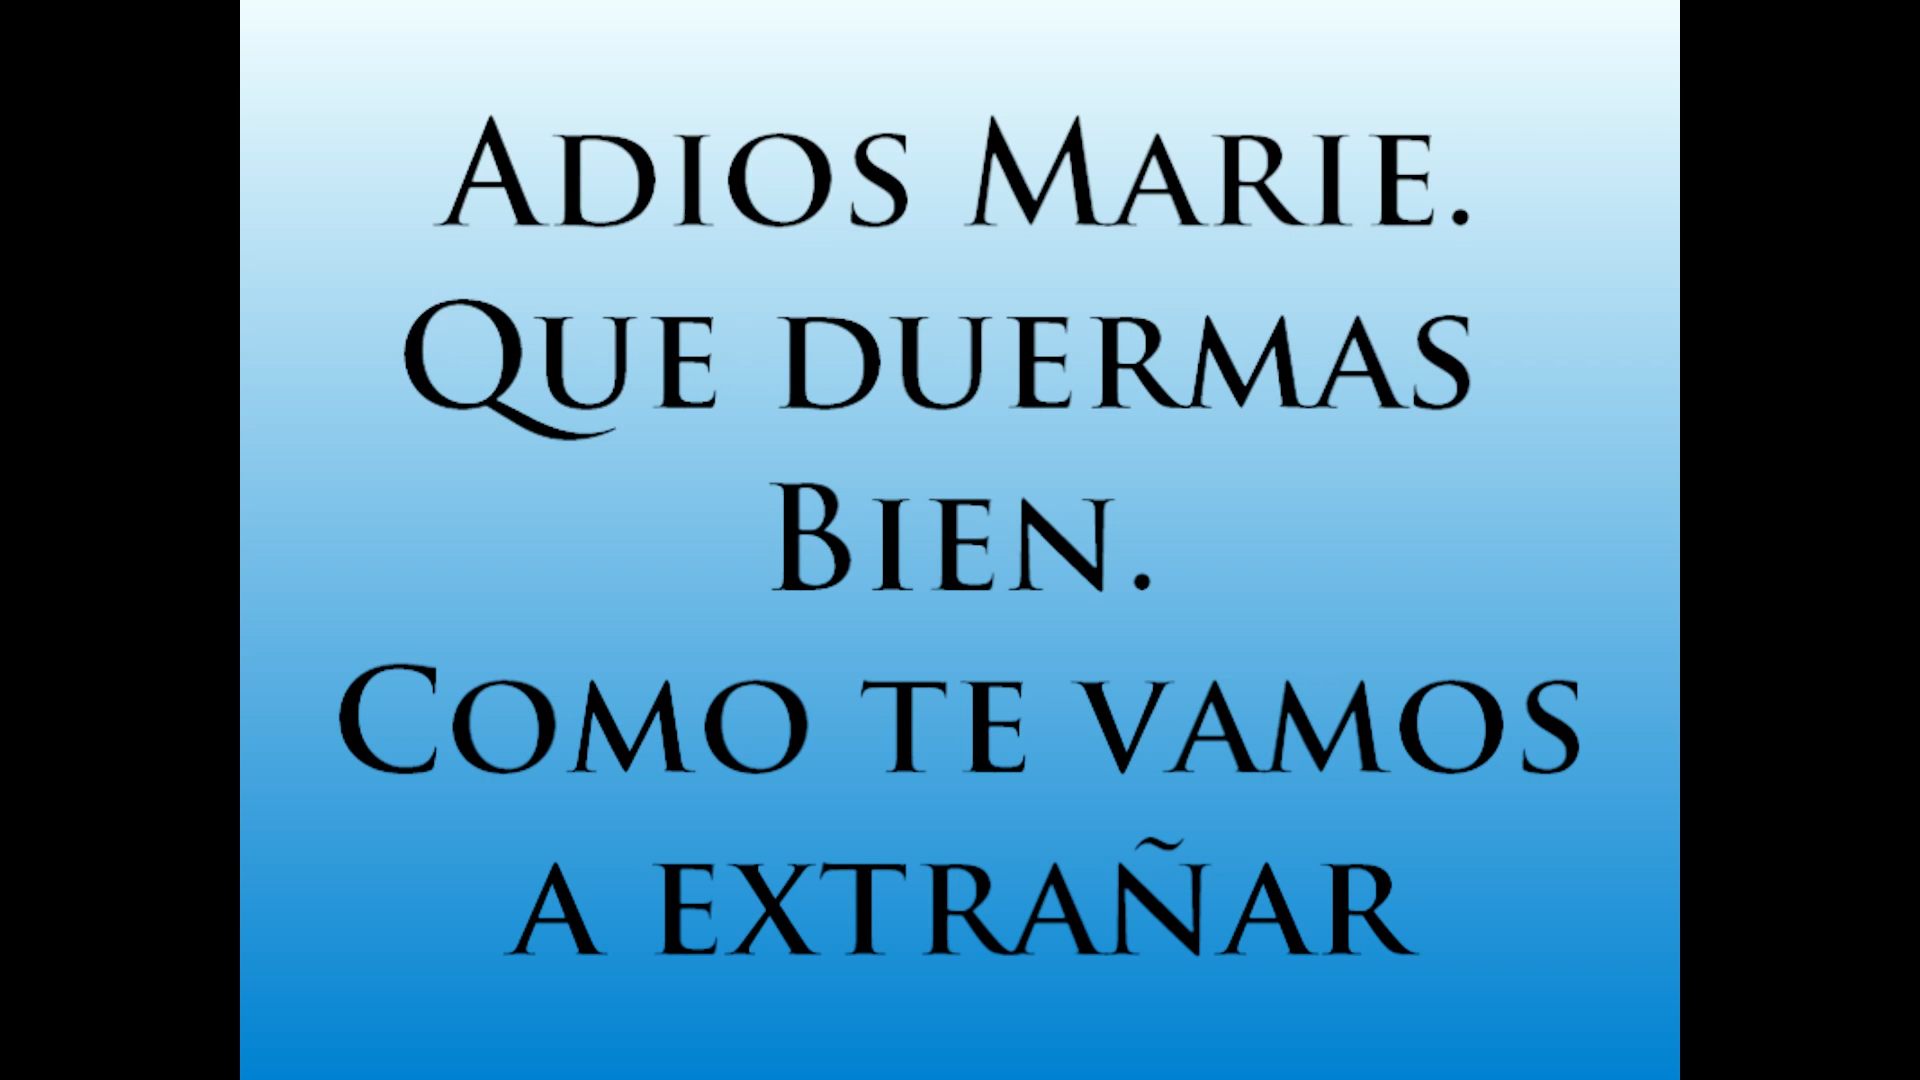 Adios Marie.
Que duermas
Bien.
Como te vamos
a extrañar